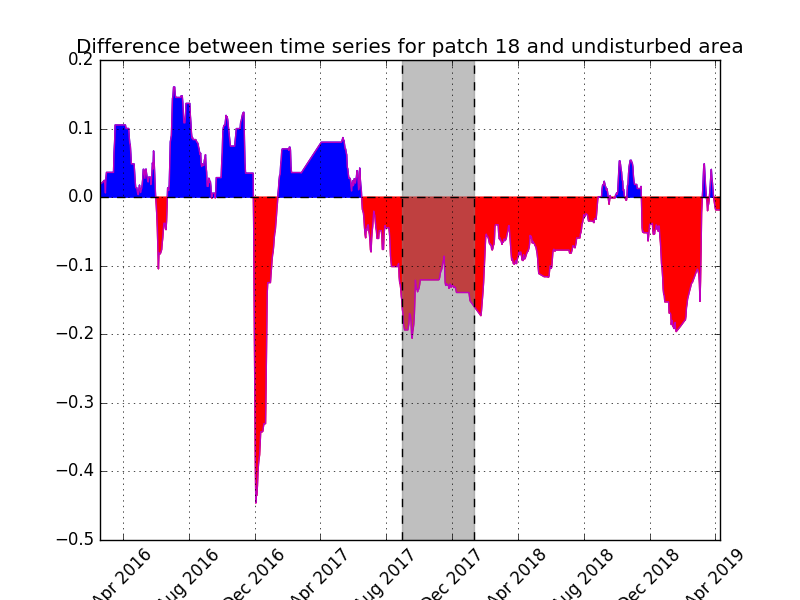 Difference between time series for patch 18 and undisturbed area
0.2
0.1
0.0
−0.1
−0.2
−0.3
−0.4
−0.5
Apr 2016
Aug 2016
Dec 2016
Apr 2017
Aug 2017
Dec 2017
Apr 2018
Aug 2018
Dec 2018
Apr 2019